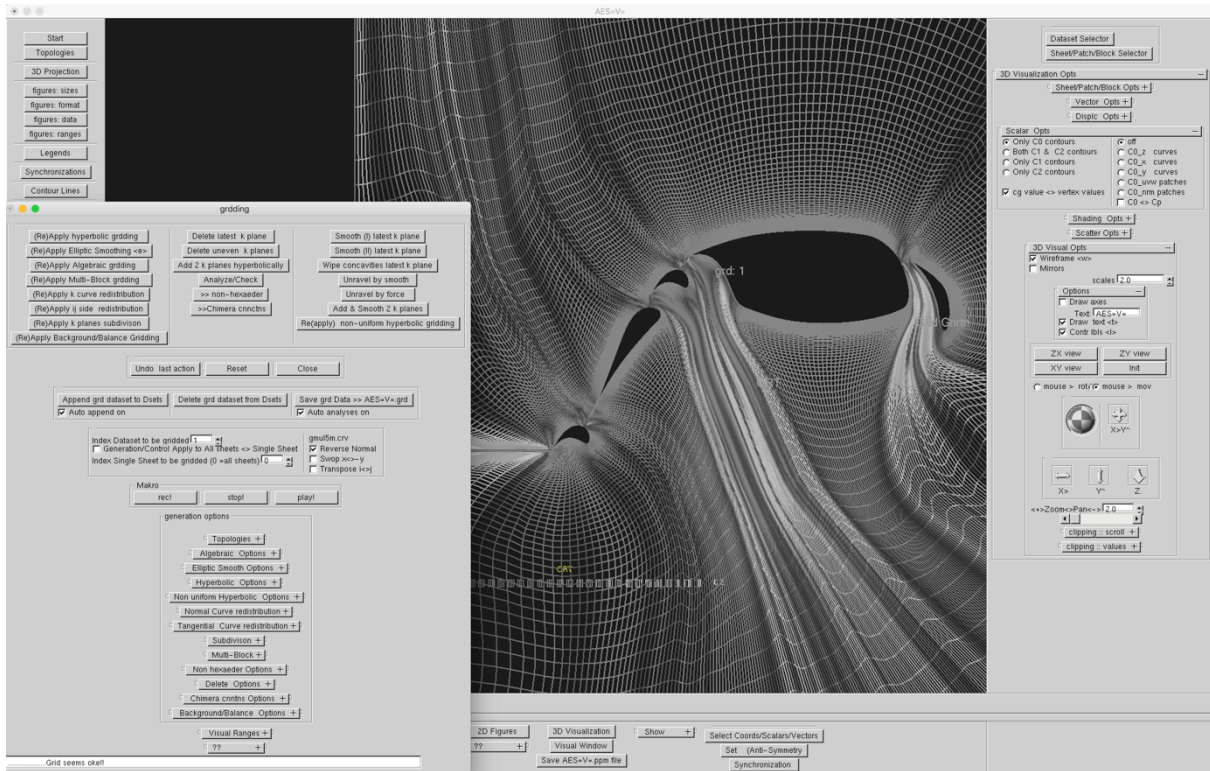 AES=V=
Start
Topologies
3D Projection
figures: sizes
figures: format
figures: data
figures: ranges
Legends
Synchronizations
Contour Lines
grdding
(Re)Apply hyperbolic grdding
(Re)Apply Elliptic Smoothing <e>
(Re)Apply Algebraic grdding
(Re)Apply Multi-Block grdding
(Re)Apply k curve redistribution
(Re)Apply ij side redistribution
(Re)Apply k planes subdivison
(Re)Apply Background/Balance Gridding
Delete latest k plane
Delete uneven k planes
Add 2 k planes hyperbolically
Analyze/Check
>> non-hexaeder
>>Chimera cnnctns
Smooth (I) latest k plane
Smooth (II) latest k plane
Wipe concavities latest k plane
Unravel by smooth
Unravel by force
Add & Smooth 2 k planes
Re(apply) non-uniform hyperbolic gridding
Undo last action Reset Close
Append grd dataset to Dsets Delete grd dataset from Dsets Save grd Data >> AES=V=.grd
Auto append on Auto analyses on
Index Dataset to be gridded 1
Generation/Control Apply to All sheets <> Single Sheet
Index Single Sheet to be gridded (0 =all sheets) 0
gmul5m.crv
Reverse Normal
Swop x<>-y
Transpose i<>j
Makro
rec! stop! play!
generation options
Topologies +
Algebraic Options +
Elliptic Smooth Options +
Hyperbolic Options +
Non uniform Hyperbolic Options +
Normal Curve redistribution +
Tangential Curve redistribution +
Subdivison +
Multi-Block +
Non hexaeder Options +
Delete Options +
Chimera cnntns Options +
Background/Balance Options +
Visual Ranges +
?? +
..................Grid seems oke!!
grd: 1
CRT
2D Figures
?? +
3D Visualization
Visual Window
Save AES=V=.ppm file
Show +
Select Coords/Scalars/Vectors
Set (Anti-Symmetry
Synchronization
Dataset Selector
Sheet/Patch/Block Selector
3D Visualization Opts
Sheet/Patch/Block Opts +
Vector Opts +
Displc Opts +
Scalar Opts
Only C0 contours
Both C1 & C2 contours
Only C1 contours
Only C2 contours
cg value <> vertex values
off
C0_z curves
C0_x curves
C0_y curves
C0_uvw patches
C0_nrm patches
C0 <> Cp
Shading Opts +
Scatter Opts +
3D Visual Opts
Wireframe <w>
Mirrors
scales 2.0
Options
Draw axes
Text: AES=V=
Draw text <t>
Contr lbls <l>
ZX view ZY view
XY view Init
mouse > mov
X>Y^
X> Y^ Z
<+>Zoom<>Pan<-> 2.0
clipping :: scroll +
clipping :: values +